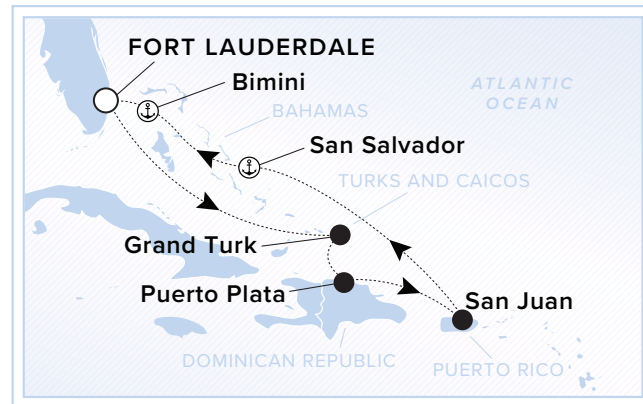 FORT LAUDERDALE
Bimini
ATLANTIC
OCEAN
BAHAMAS
San Salvador
TURKS AND CAICOS
Grand Turk
Puerto Plata
San Juan
DOMINICAN REPUBLIC
PUERTO RICO